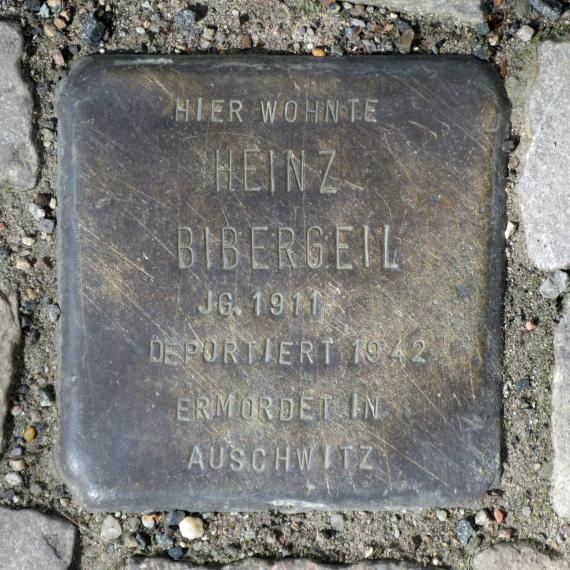 HIER WOHNTE
HEINZ
BIBERGEIL
JG. 1911
DEPORTIERT 1942
ERMORDET IN
AUSCHWITZ